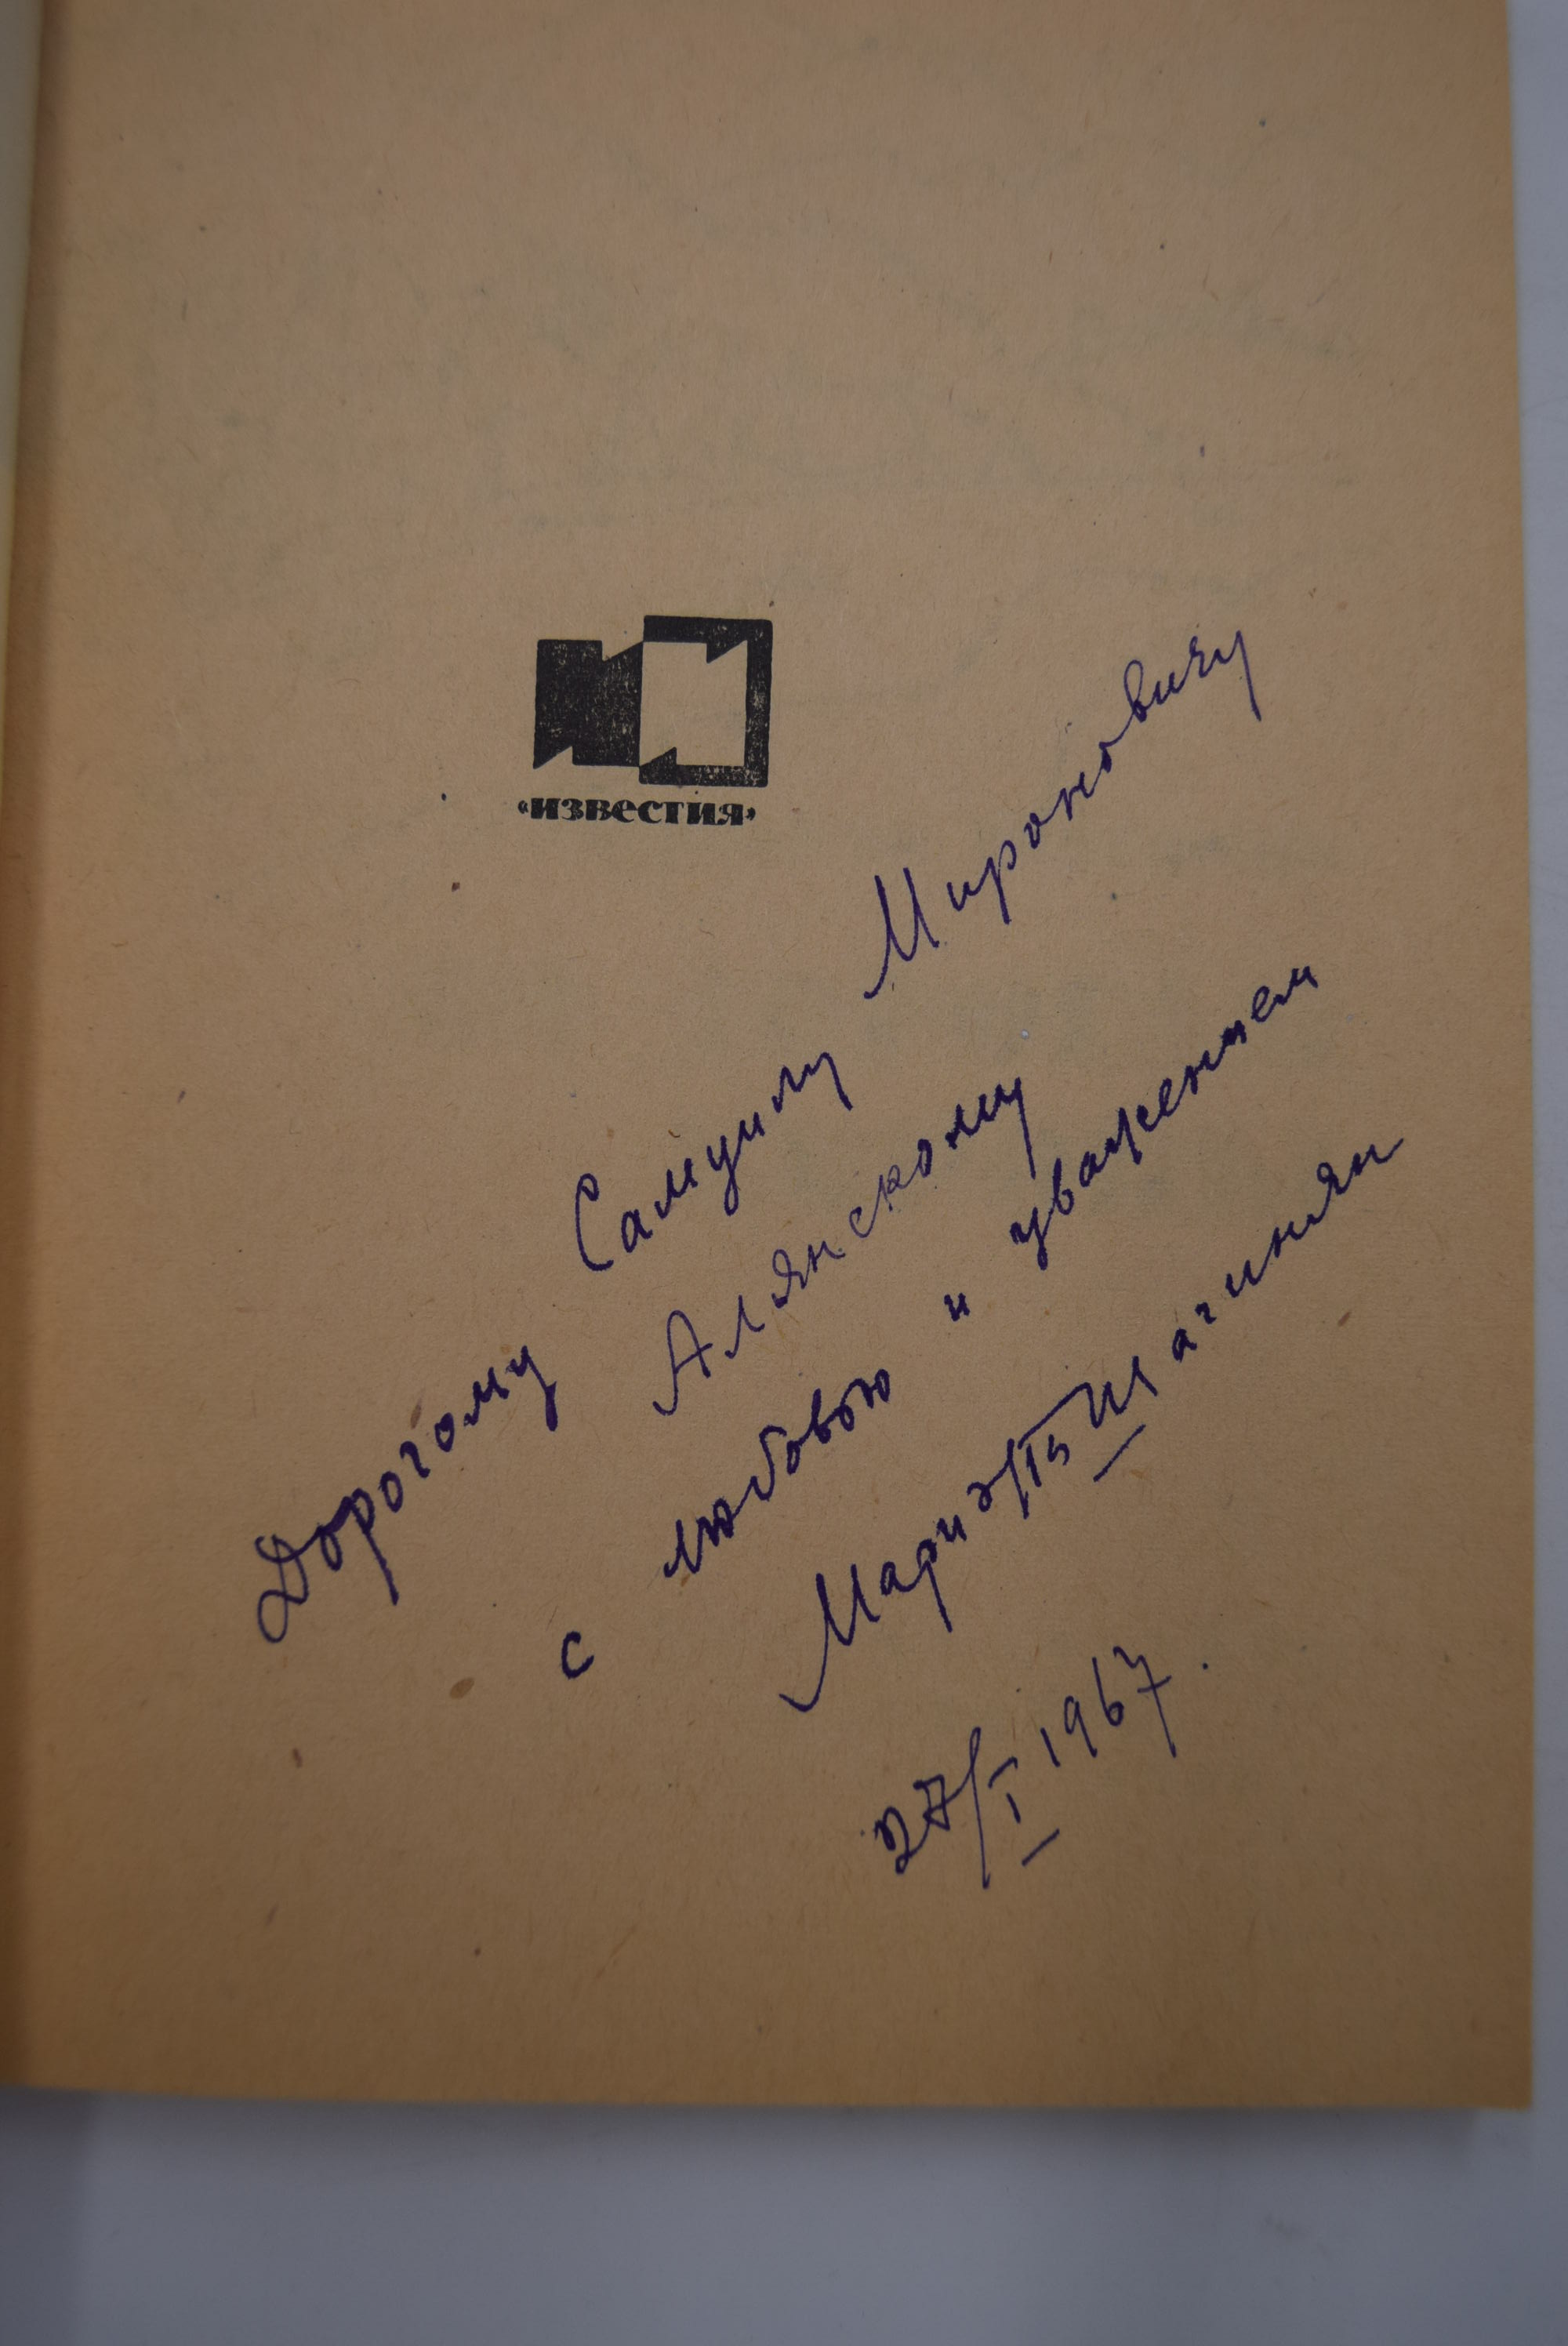 «ИЗВЕСТИЯ»
Дорогому Самуилу Мироновичу
Алянскому
с любовью и уважением
Мариэтта Шагинян
27/I 1967.